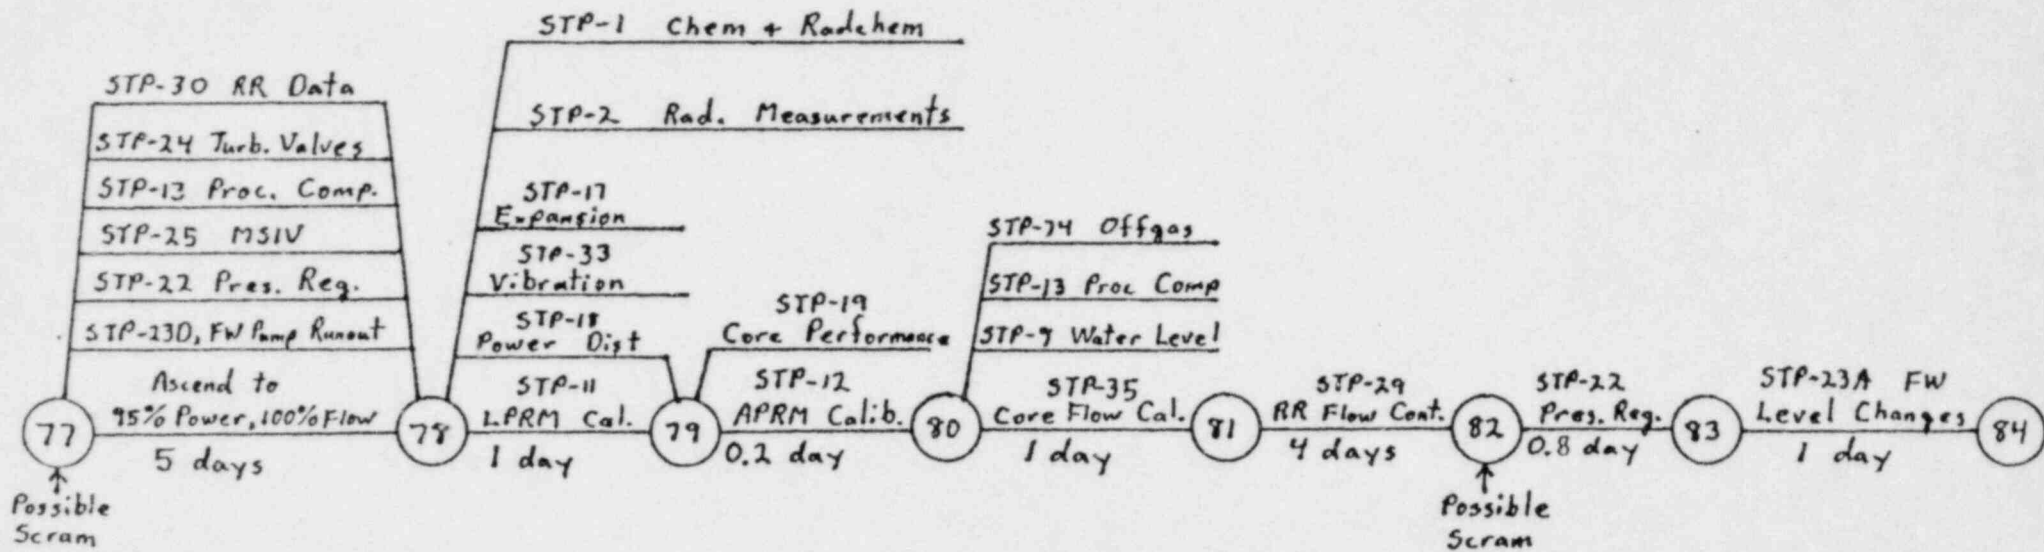 STP-1 Chem + Radchem
STP-30 RR Data
STP-2 Rad. Measurements
STP-24 Turb. Valves
STP-13 Proc. Comp.
STP-25 MSIV
STP-22 Pres. Reg.
STP-23D, FW Pump Runout
Ascend to
95% Power, 100% Flow
5 days
77
Possible
Scram
78
STP-17
Expansion
STP-33
Vibration
STP-18
Power Dist
STP-11
LPRM Cal.
1 day
79
STP-19
Core Performance
STP-12
APRM Calib.
0.2 day
80
STP-74 Offgas
STP-13 Proc Comp
STP-9 Water Level
STP-35
Core Flow Cal.
1 day
81
STP-29
RR Flow Cont.
4 days
82
Possible
Scram
STP-22
Pres. Reg.
0.8 day
83
STP-23A FW
Level Changes
1 day
84